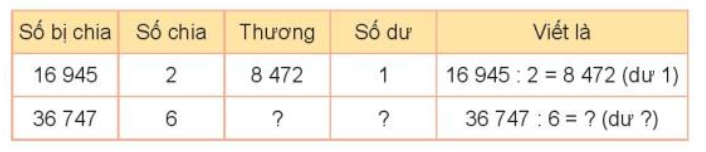 Số bị chia Số chia Thương Số dư Viết là
16 945 2 8 472 1 16 945 : 2 = 8 472 (dư 1)
36 747 6 ? ? 36 747 : 6 = ? (dư ?)